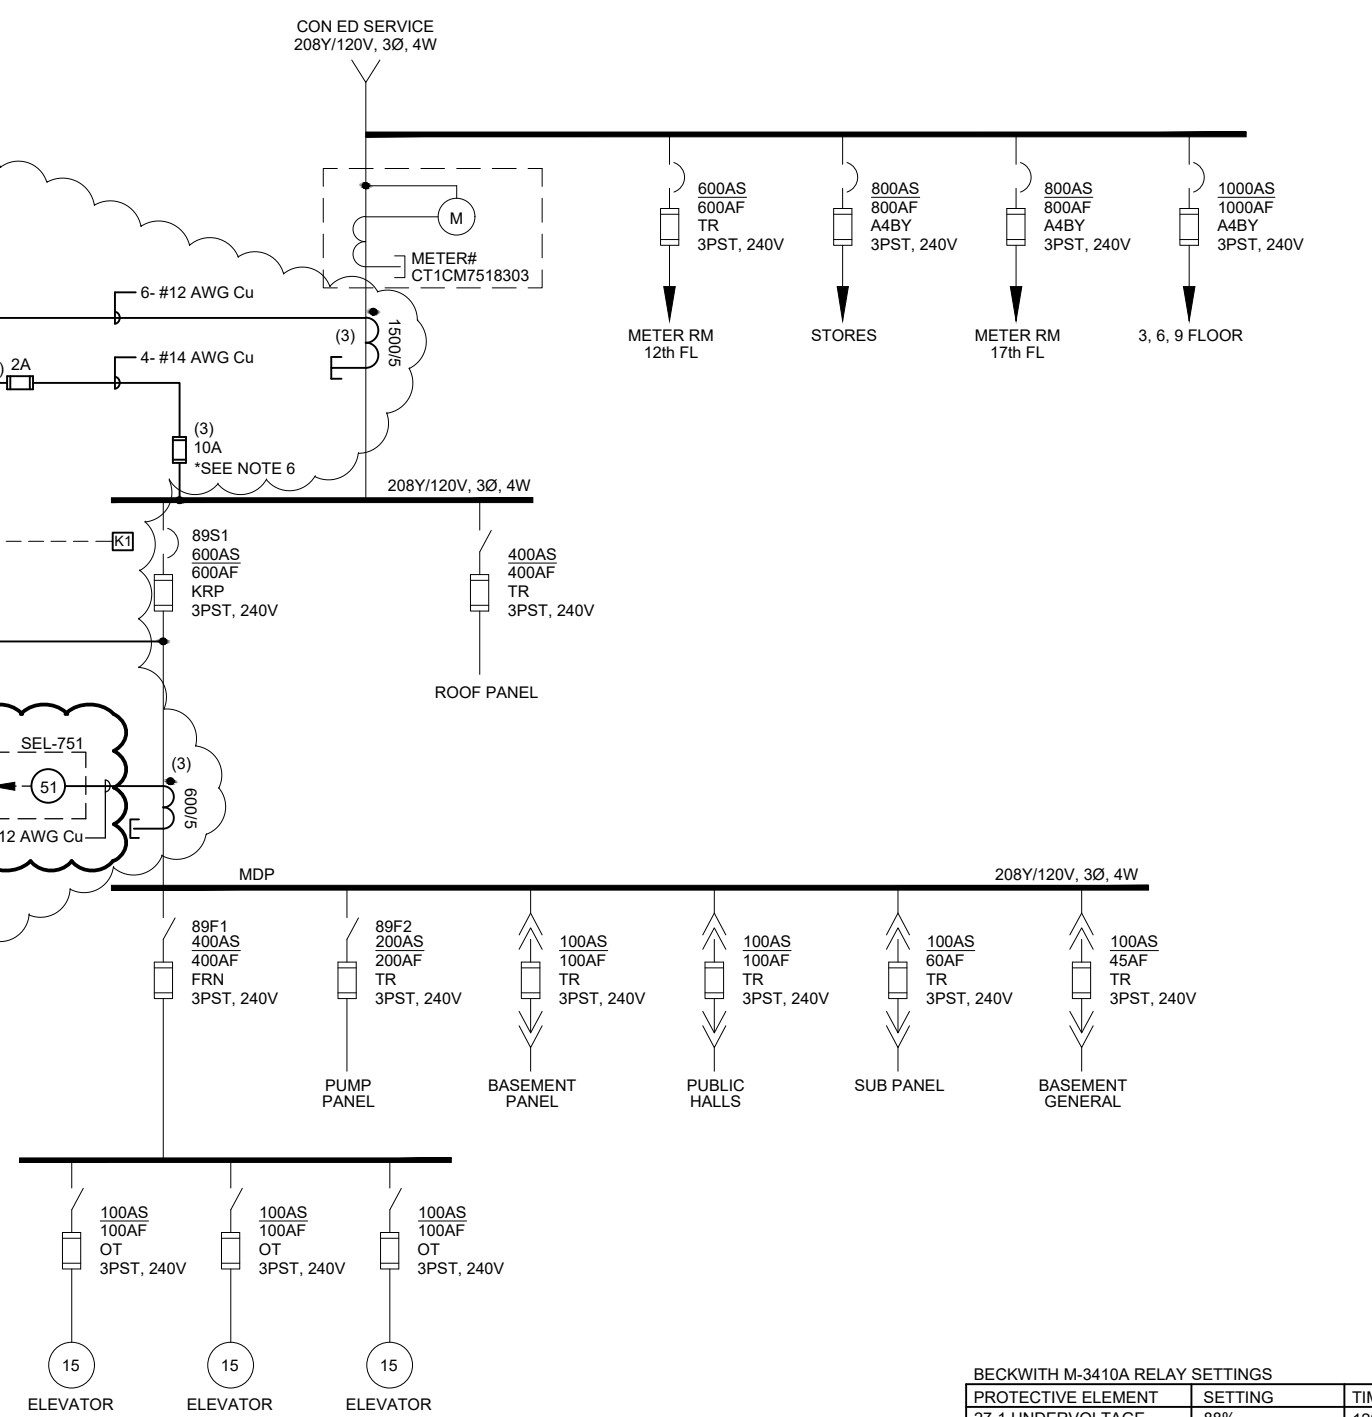 CON ED SERVICE
208Y/120V, 3Ø, 4W
M
METER#
CT1CM7518303
600AS
600AF
TR
3PST, 240V
METER RM
12th FL
800AS
800AF
A4BY
3PST, 240V
STORES
800AS
800AF
A4BY
3PST, 240V
METER RM
17th FL
1000AS
1000AF
A4BY
3PST, 240V
3, 6, 9 FLOOR
6- #12 AWG Cu
(3)
1500/5
) 2A
4- #14 AWG Cu
(3)
10A
*SEE NOTE 6
208Y/120V, 3Ø, 4W
K1
89S1
600AS
600AF
KRP
3PST, 240V
400AS
400AF
TR
3PST, 240V
ROOF PANEL
SEL-751
51
(3)
600/5
12 AWG Cu
MDP
208Y/120V, 3Ø, 4W
89F1
400AS
400AF
FRN
3PST, 240V
89F2
200AS
200AF
TR
3PST, 240V
PUMP
PANEL
100AS
100AF
TR
3PST, 240V
BASEMENT
PANEL
100AS
100AF
TR
3PST, 240V
PUBLIC
HALLS
100AS
60AF
TR
3PST, 240V
SUB PANEL
100AS
45AF
TR
3PST, 240V
BASEMENT
GENERAL
100AS
100AF
OT
3PST, 240V
15
ELEVATOR
100AS
100AF
OT
3PST, 240V
15
ELEVATOR
100AS
100AF
OT
3PST, 240V
15
ELEVATOR
BECKWITH M-3410A RELAY SETTINGS
PROTECTIVE ELEMENT SETTING
27-1 UNDERVOLTAGE 88%